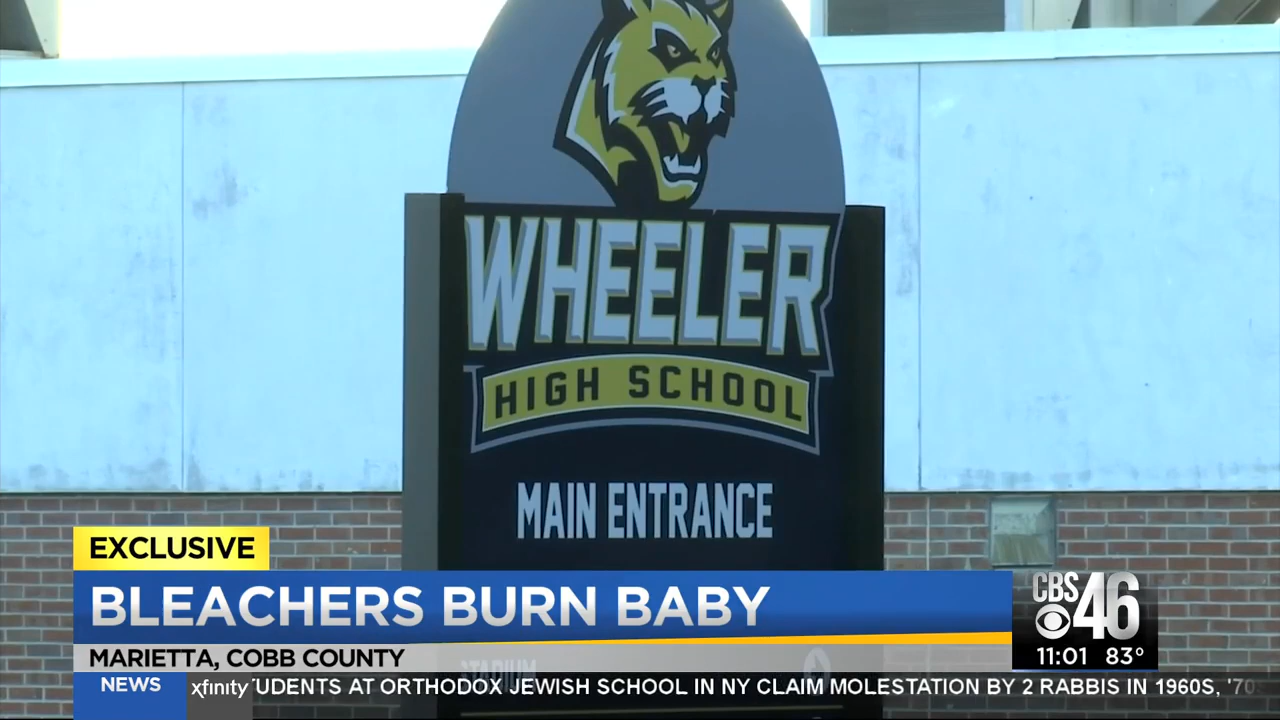 WHEELER
HIGH SCHOOL
MAIN ENTRANCE
EXCLUSIVE
BLEACHERS BURN BABY
MARIETTA, COBB COUNTY
STADIUM
CBS 46
11:01 83°
NEWS
xfinity
UDENTS AT ORTHODOX JEWISH SCHOOL IN NY CLAIM MOLESTATION BY 2 RABBIS IN 1960S, '70